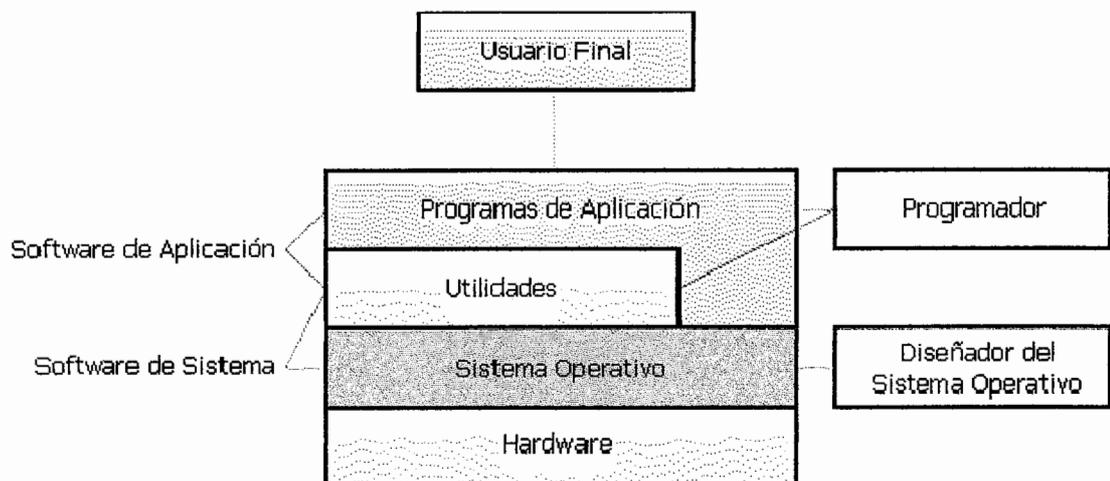 Usuario Final
Programas de Aplicación
Programador
Software de Aplicación
Utilidades
Software de Sistema
Sistema Operativo
Diseñador del
Sistema Operativo
Hardware